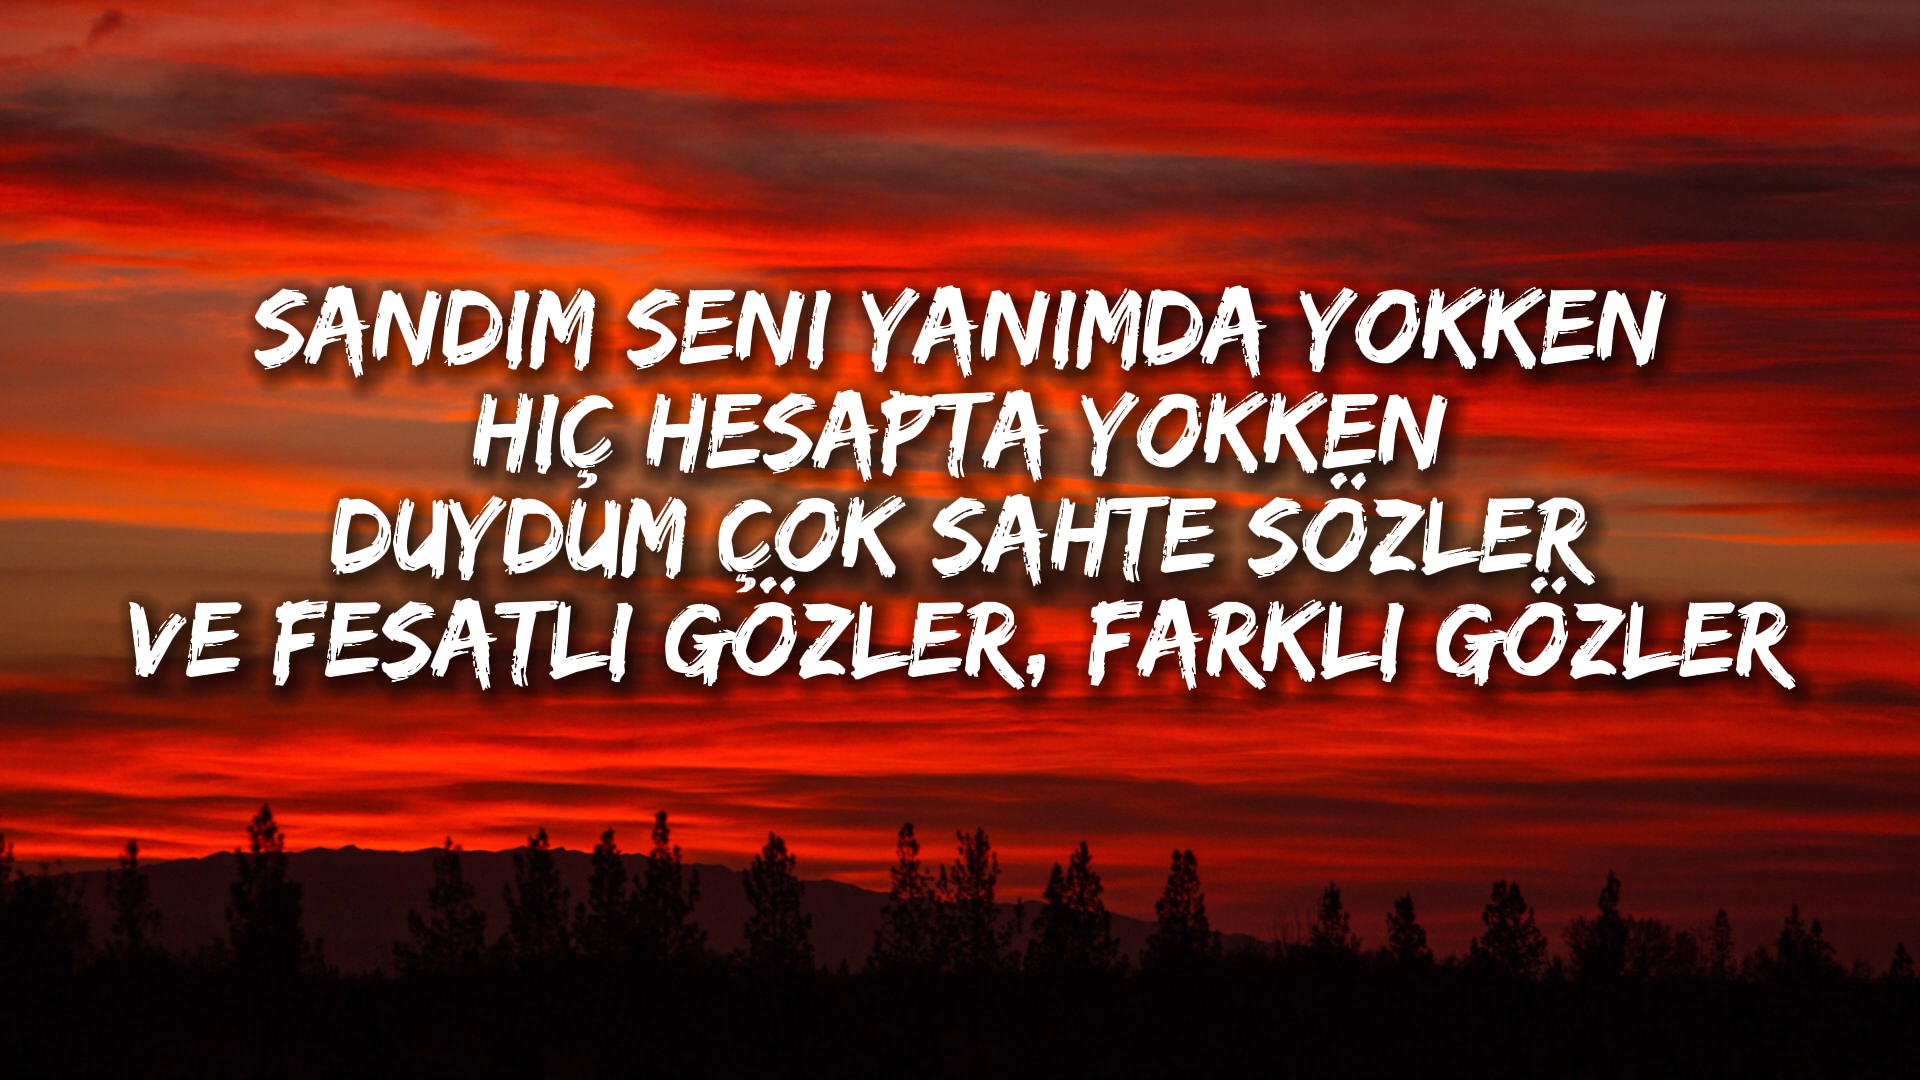 SANDIM SENI YANIMDA YOKKEN
HIÇ HESAPTA YOKKEN
DUYDUM ÇOK SAHTE SÖZLER
VE FESATLI GÖZLER, FARKLI GÖZLER